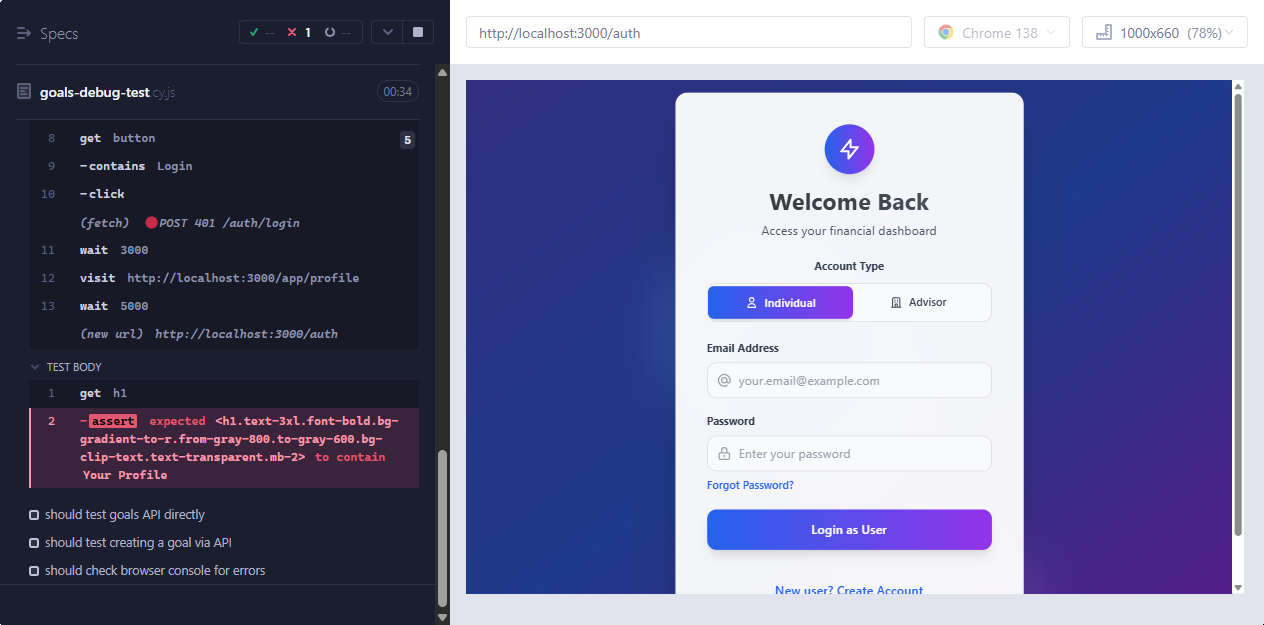 Specs
-- 1 --
goals-debug-test.cy.js 00:34
8 get button 5
9 -contains Login
10 -click
(fetch) POST 401 /auth/login
11 wait 3000
12 visit http://localhost:3000/app/profile
13 wait 5000
(new url) http://localhost:3000/auth
TEST BODY
1 get h1
2 -assert expected <h1.text-3xl.font-bold.bg-
gradient-to-r.from-gray-800.to-gray-600.bg-
clip-text.text-transparent.mb-2> to contain
Your Profile
should test goals API directly
should test creating a goal via API
should check browser console for errors
http://localhost:3000/auth
Chrome 138
1000x660 (78%)
Welcome Back
Access your financial dashboard
Account Type
Individual
Advisor
Email Address
your.email@example.com
Password
Enter your password
Forgot Password?
Login as User
New user? Create Account